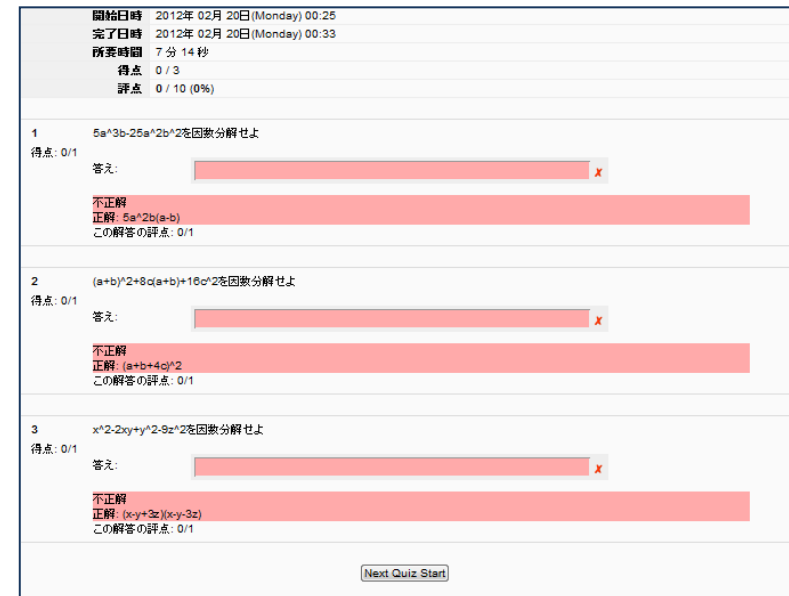 開始日時 2012年 02月 20日(Monday) 00:25
完了日時 2012年 02月 20日(Monday) 00:33
所要時間 7 分 14 秒
得点 0 / 3
評点 0 / 10 (0%)
1 5a^3b-25a^2b^2を因数分解せよ
得点: 0/1
答え: ✗
不正解
正解: 5a^2b(a-b)
この解答の評点: 0/1
2 (a+b)^2+8c(a+b)+16c^2を因数分解せよ
得点: 0/1
答え: ✗
不正解
正解: (a+b+4c)^2
この解答の評点: 0/1
3 x^2-2xy+y^2-9z^2を因数分解せよ
得点: 0/1
答え: ✗
不正解
正解: (x-y+3z)(x-y-3z)
この解答の評点: 0/1
Next Quiz Start